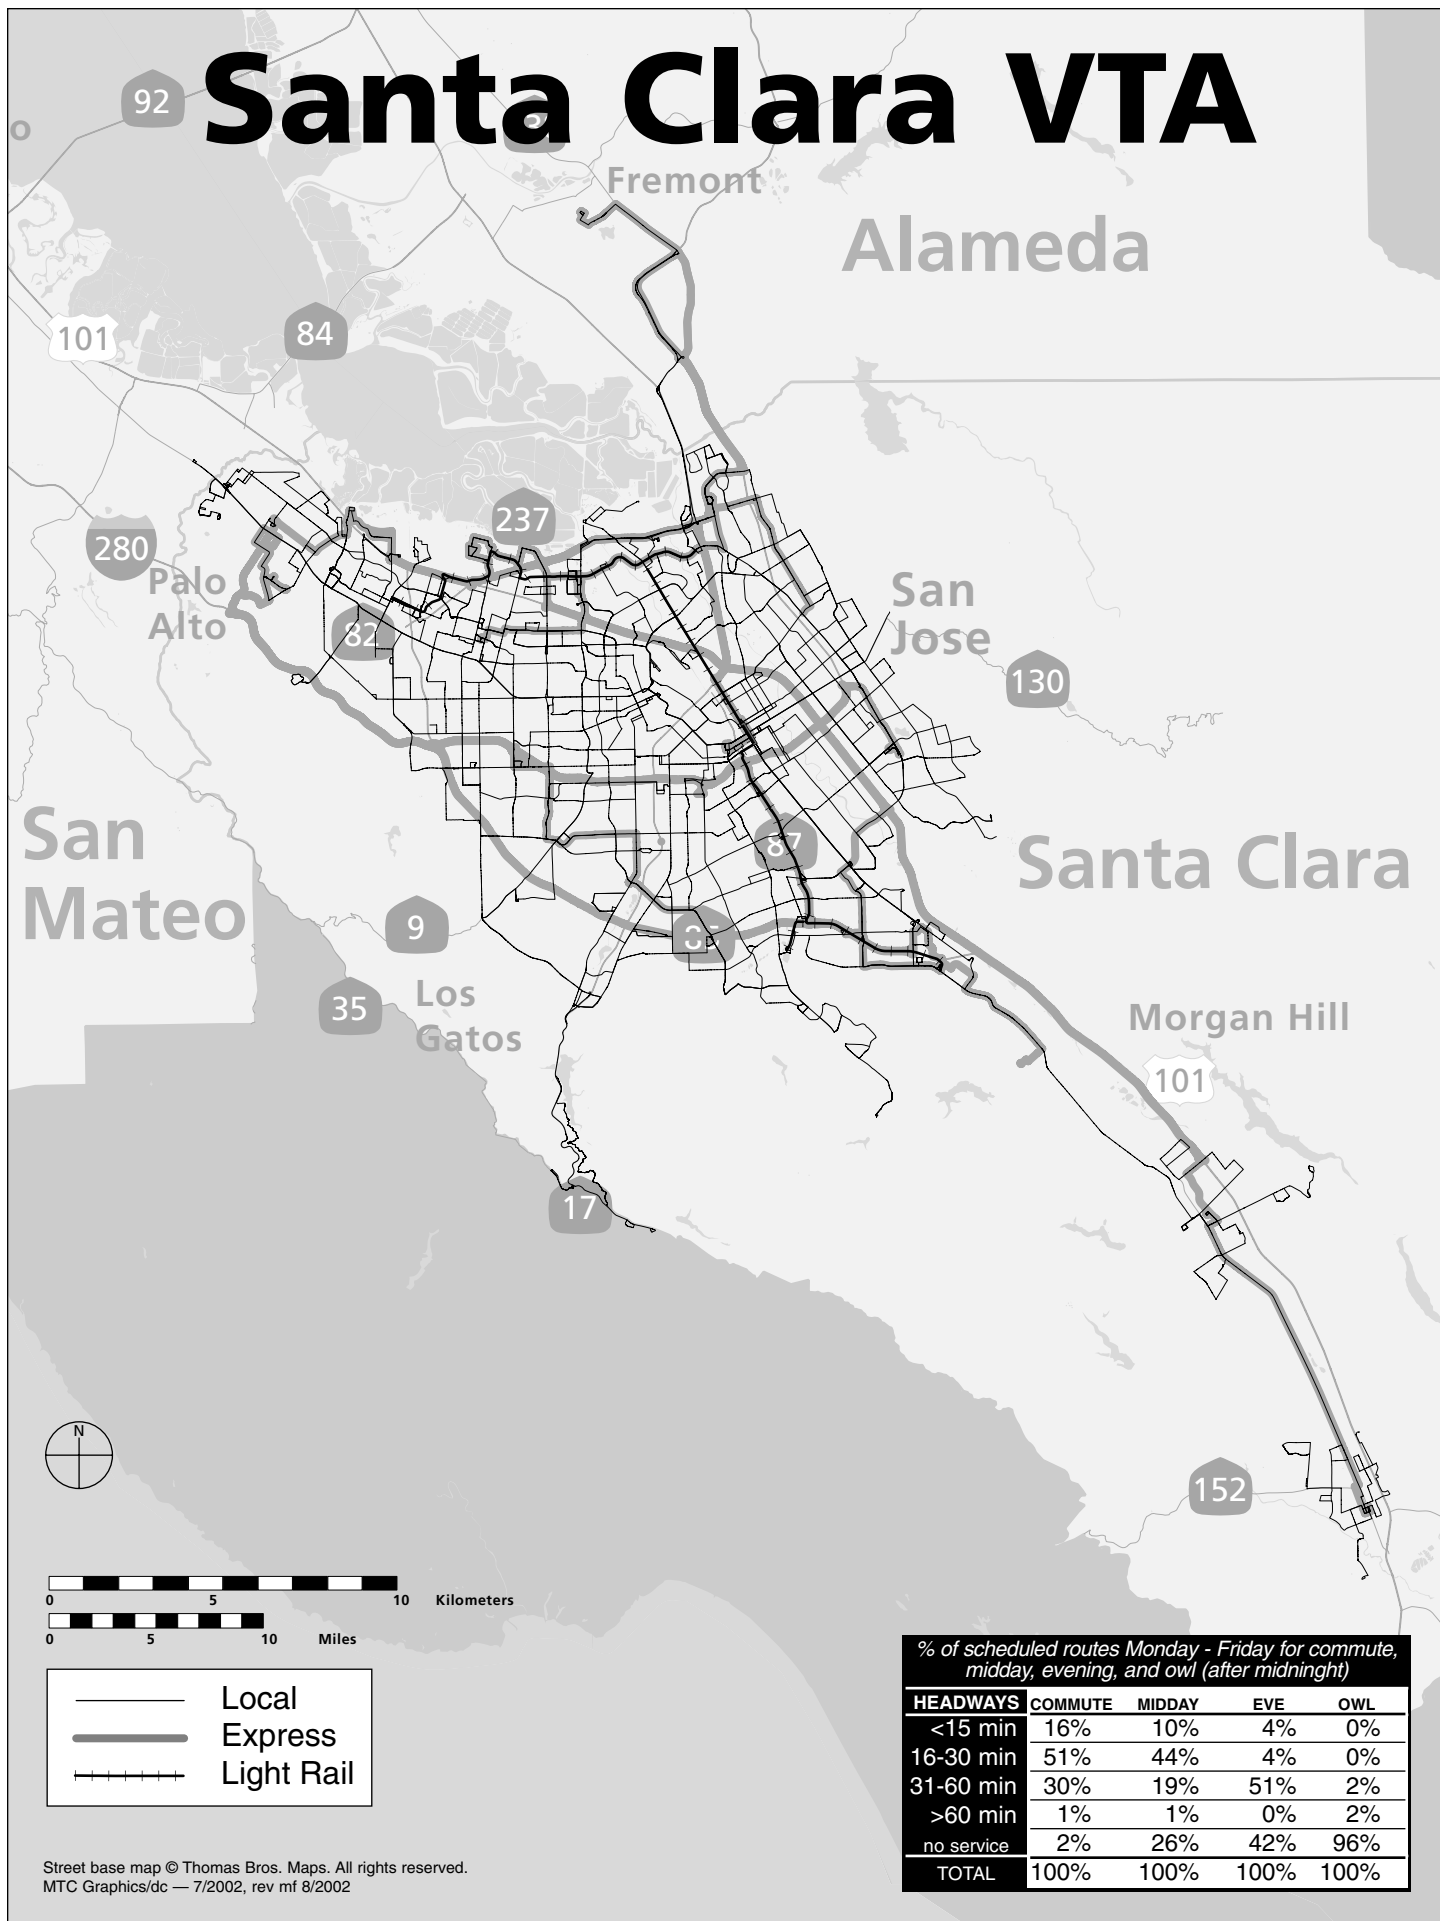 Santa Clara VTA
92
o
Fremont
Alameda
101
84
237
280
Palo
Alto
82
San
Jose
130
San
Mateo
87
Santa Clara
9
85
35
Los
Gatos
Morgan Hill
101
17
152
N
0 5 10 Kilometers
0 5 10 Miles
Local
Express
Light Rail
% of scheduled routes Monday - Friday for commute,
midday, evening, and owl (after midninght)
HEADWAYS COMMUTE MIDDAY EVE OWL
<15 min 16% 10% 4% 0%
16-30 min 51% 44% 4% 0%
31-60 min 30% 19% 51% 2%
>60 min 1% 1% 0% 2%
no service 2% 26% 42% 96%
TOTAL 100% 100% 100% 100%
Street base map © Thomas Bros. Maps. All rights reserved.
MTC Graphics/dc — 7/2002, rev mf 8/2002